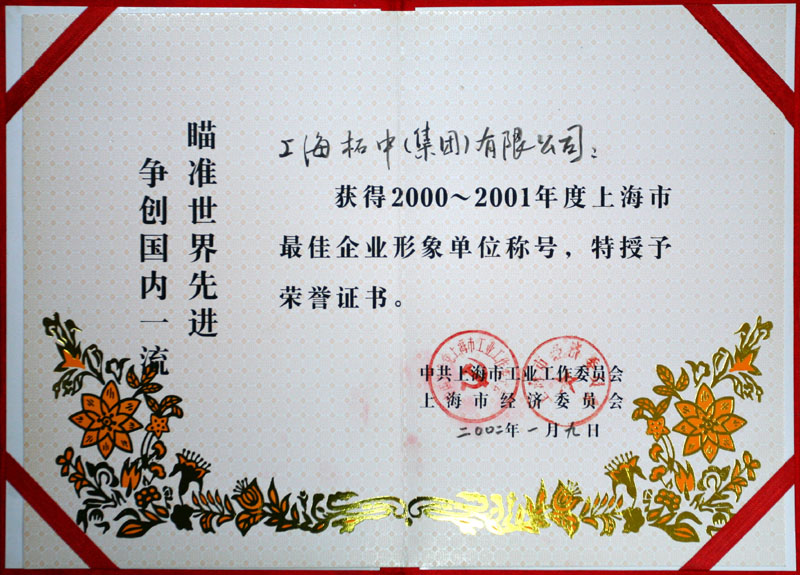 瞄准世界先进
争创国内一流
上海柘中(集团)有限公司:
获得2000～2001年度上海市
最佳企业形象单位称号，特授予
荣誉证书。
中共上海市工业工作委员会
上海市经济委员会
二〇〇二年一月九日